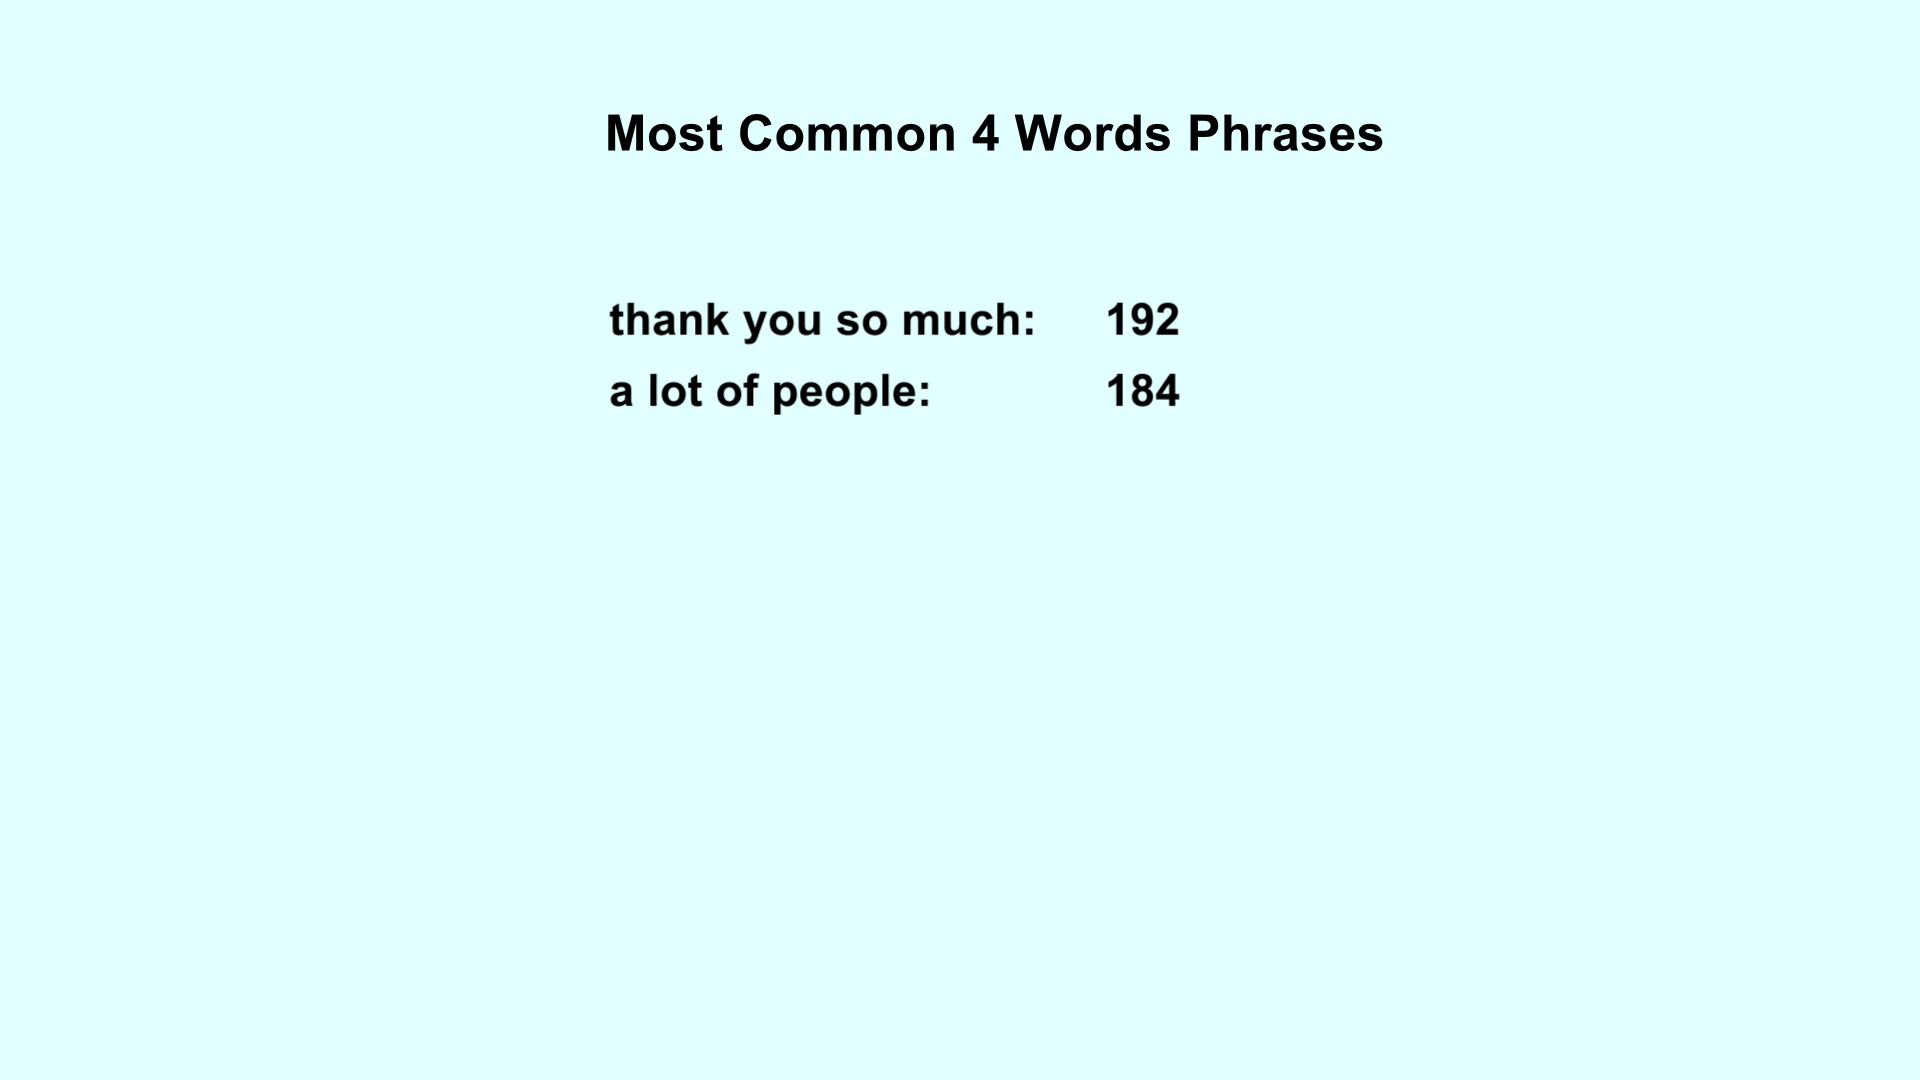 Most Common 4 Words Phrases
thank you so much: 192
a lot of people: 184